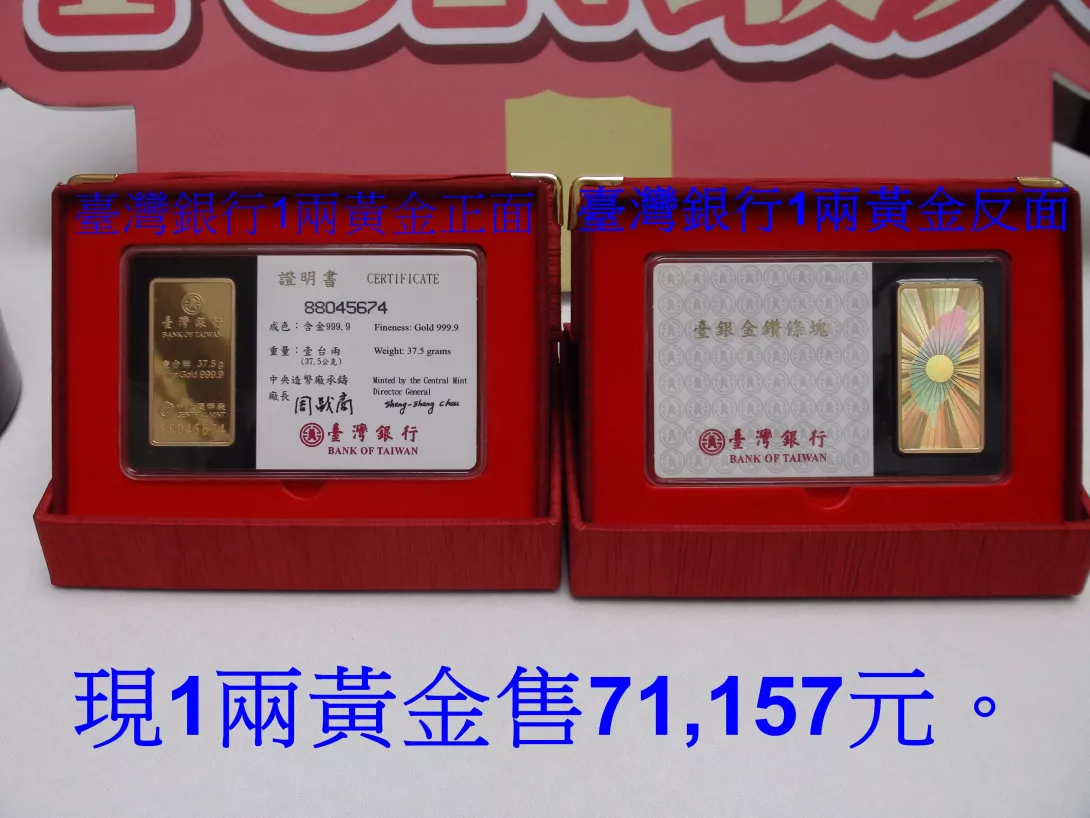 臺灣銀行1兩黃金正面
臺灣銀行1兩黃金反面
臺灣銀行
BANK OF TAIWAN
37.5g
Gold 999.9
88045674
證明書 CERTIFICATE
88045674
成色：含金999.9 Fineness: Gold 999.9
重量：壹台兩 Weight: 37.5 grams
(37.5公克)
中央造幣廠承鑄 Minted by the Central Mint
廠長 Director General
sheng-shang chou
臺灣銀行
BANK OF TAIWAN
臺銀金鑽條塊
臺灣銀行
BANK OF TAIWAN
現1兩黃金售71,157元。